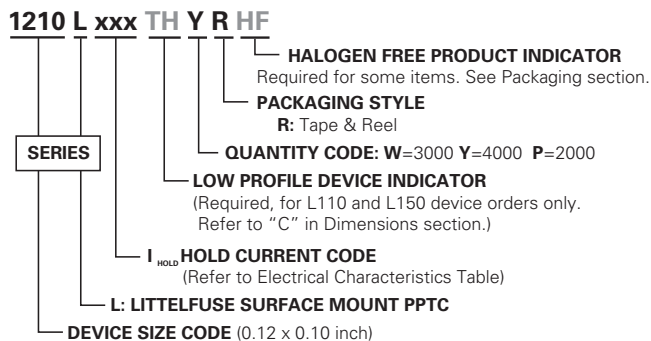 1210 L xxx TH Y R HF
HALOGEN FREE PRODUCT INDICATOR
Required for some items. See Packaging section.
PACKAGING STYLE
R: Tape & Reel
SERIES
QUANTITY CODE: W=3000 Y=4000 P=2000
LOW PROFILE DEVICE INDICATOR
(Required, for L110 and L150 device orders only.
Refer to “C” in Dimensions section.)
I HOLD HOLD CURRENT CODE
(Refer to Electrical Characteristics Table)
L: LITTELFUSE SURFACE MOUNT PPTC
DEVICE SIZE CODE (0.12 x 0.10 inch)